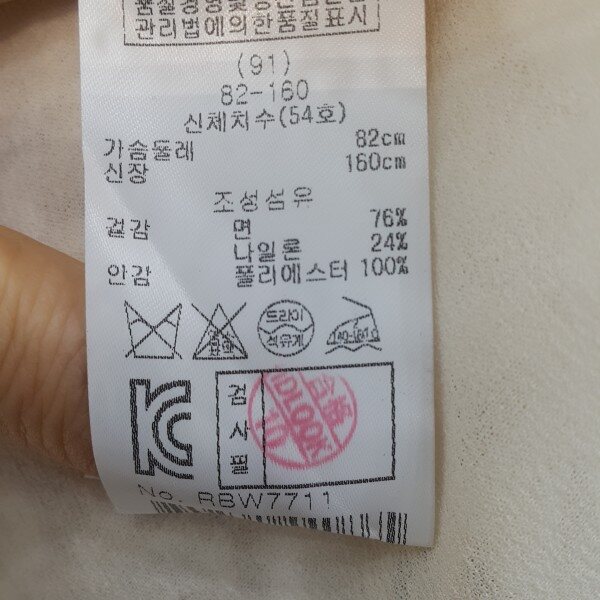 관리법에의한품질표시
(91)
82-160
신체치수(54호)
가슴둘레 82cm
신장 160cm
조성섬유
겉감 면 76%
나일론 24%
안감 폴리에스터 100%
드라이
석유계
KC
검사필
No. RBW7711